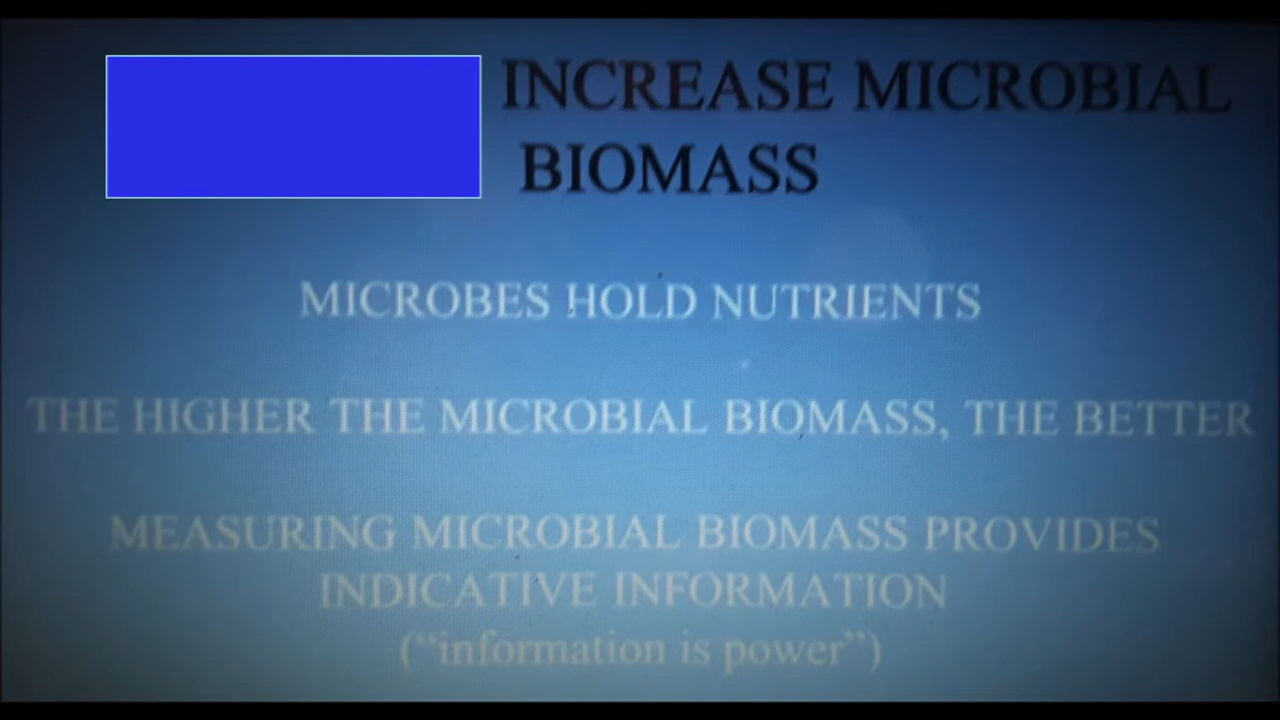 INCREASE MICROBIAL
BIOMASS
MICROBES HOLD NUTRIENTS
THE HIGHER THE MICROBIAL BIOMASS, THE BETTER
MEASURING MICROBIAL BIOMASS PROVIDES
INDICATIVE INFORMATION
(“information is power”)